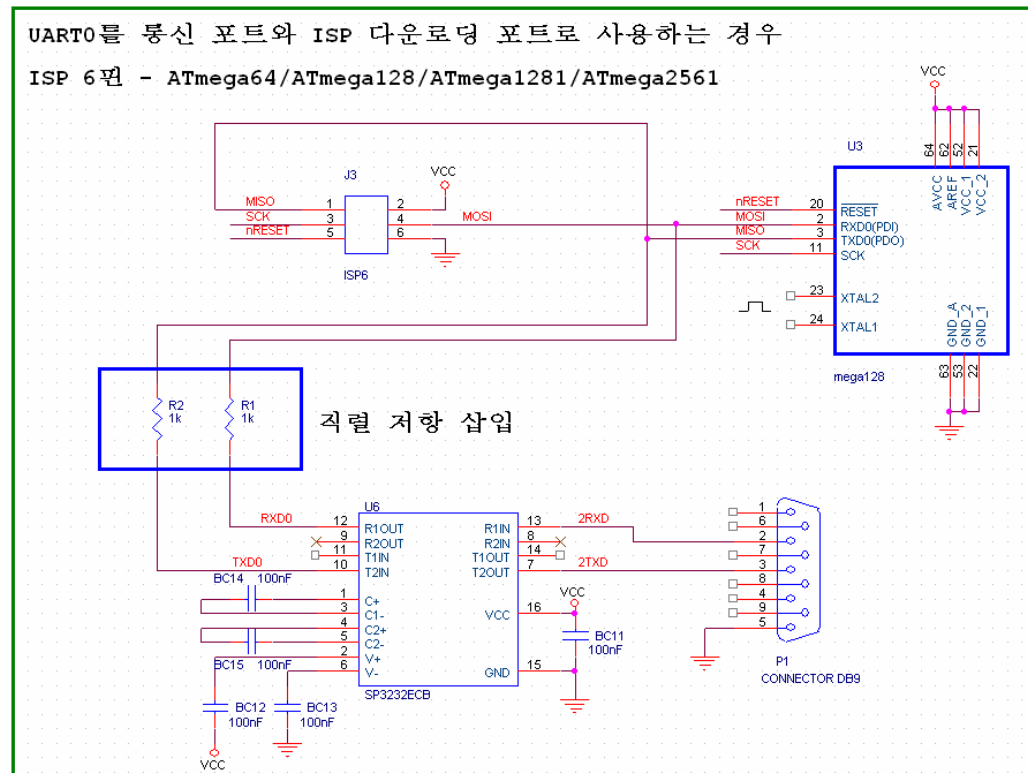 UART0를 통신 포트와 ISP 다운로딩 포트로 사용하는 경우
ISP 6핀 - ATmega64/ATmega128/ATmega1281/ATmega2561
VCC
U3
64
62
52
21
AVCC
AREF
VCC_1
VCC_2
J3
VCC
MISO 1 2
SCK 3 4 MOSI
nRESET 5 6
ISP6
nRESET 20 RESET
MOSI 2 RXD0(PDI)
MISO 3 TXD0(PDO)
SCK 11 SCK
23 XTAL2
24 XTAL1
GND_A
GND_2
GND_1
63
53
22
mega128
R2
1k
R1
1k
직렬 저항 삽입
U6
RXD0 12 R1OUT R1IN 13 2RXD
9 R2OUT R2IN 8
11 T1IN T1OUT 14
TXD0 10 T2IN T2OUT 7 2TXD
BC14 100nF
1 C+
3 C1-
4 C2+
5 C2-
2 V+
6 V-
BC15 100nF
VCC 16
VCC
BC11
100nF
GND 15
SP3232ECB
BC12
100nF
BC13
100nF
VCC
1
6
2
7
3
8
4
9
5
P1
CONNECTOR DB9